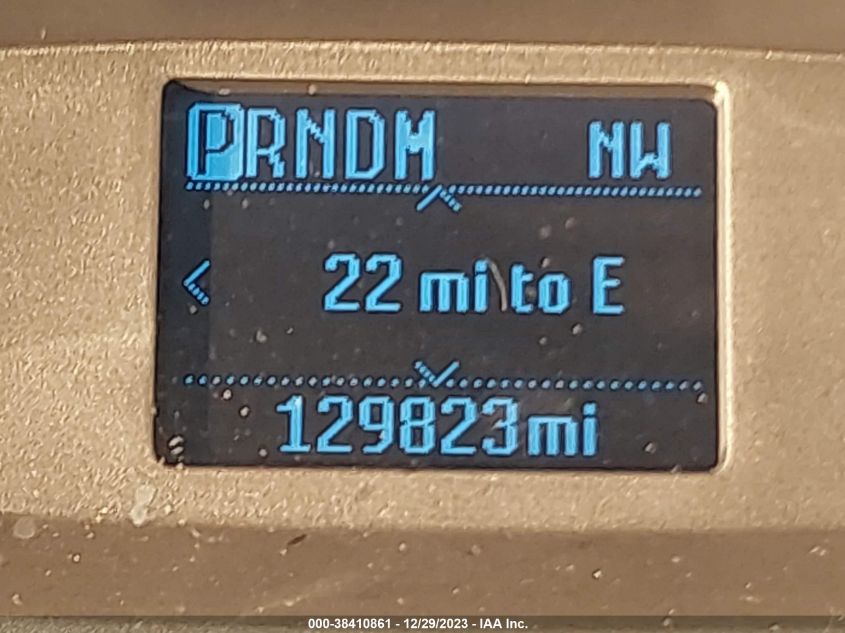 PRNDM NW
22 mi to E
129823mi
000-38410861 - 12/29/2023 - IAA Inc.